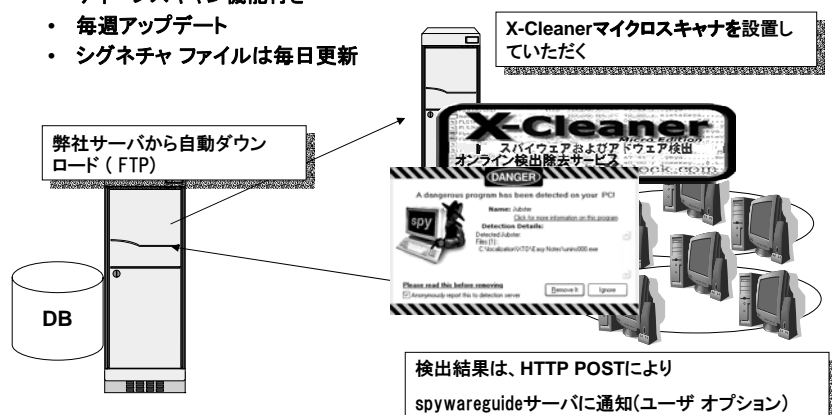 ・ 毎週アップデート
・ シグネチャ ファイルは毎日更新
X-Cleanerマイクロスキャナを設置し
ていただく
弊社サーバから自動ダウン
ロード ( FTP)
X-Cleaner
Micro Edition
スパイウェアおよびアドウェア検出
オンライン検出除去サービス
ock.com
DANGER
A dangerous program has been detected on your PC!
Name: Jubster
Click for more information on this program
Detection Details:
Detected Jubster:
Files (1):
spy
Please read this before removing
Anonymously report this to detection server
Remove It
Ignore
DB
検出結果は、HTTP POSTにより
spywareguideサーバに通知(ユーザ オプション)